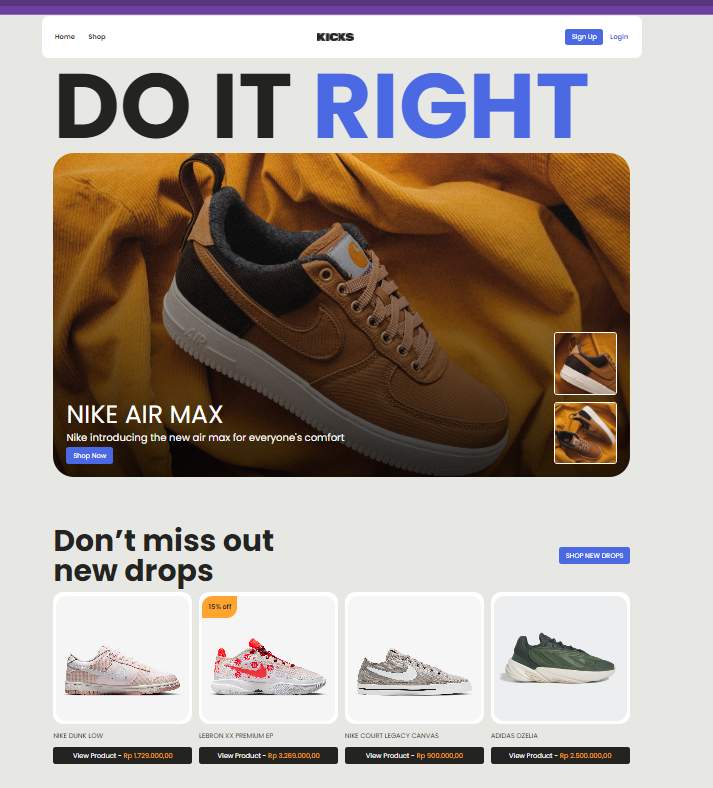 Home Shop KICKS Sign Up Login
DO IT RIGHT
AIR
NIKE AIR MAX
Nike introducing the new air max for everyone's comfort
Shop Now
Don't miss out
new drops
SHOP NEW DROPS
15% off
NIKE DUNK LOW
View Product - Rp 1.729.000,00
LEBRON XX PREMIUM EP
View Product - Rp 3.269.000,00
NIKE COURT LEGACY CANVAS
View Product - Rp 900.000,00
ADIDAS OZELIA
View Product - Rp 2.500.000,00